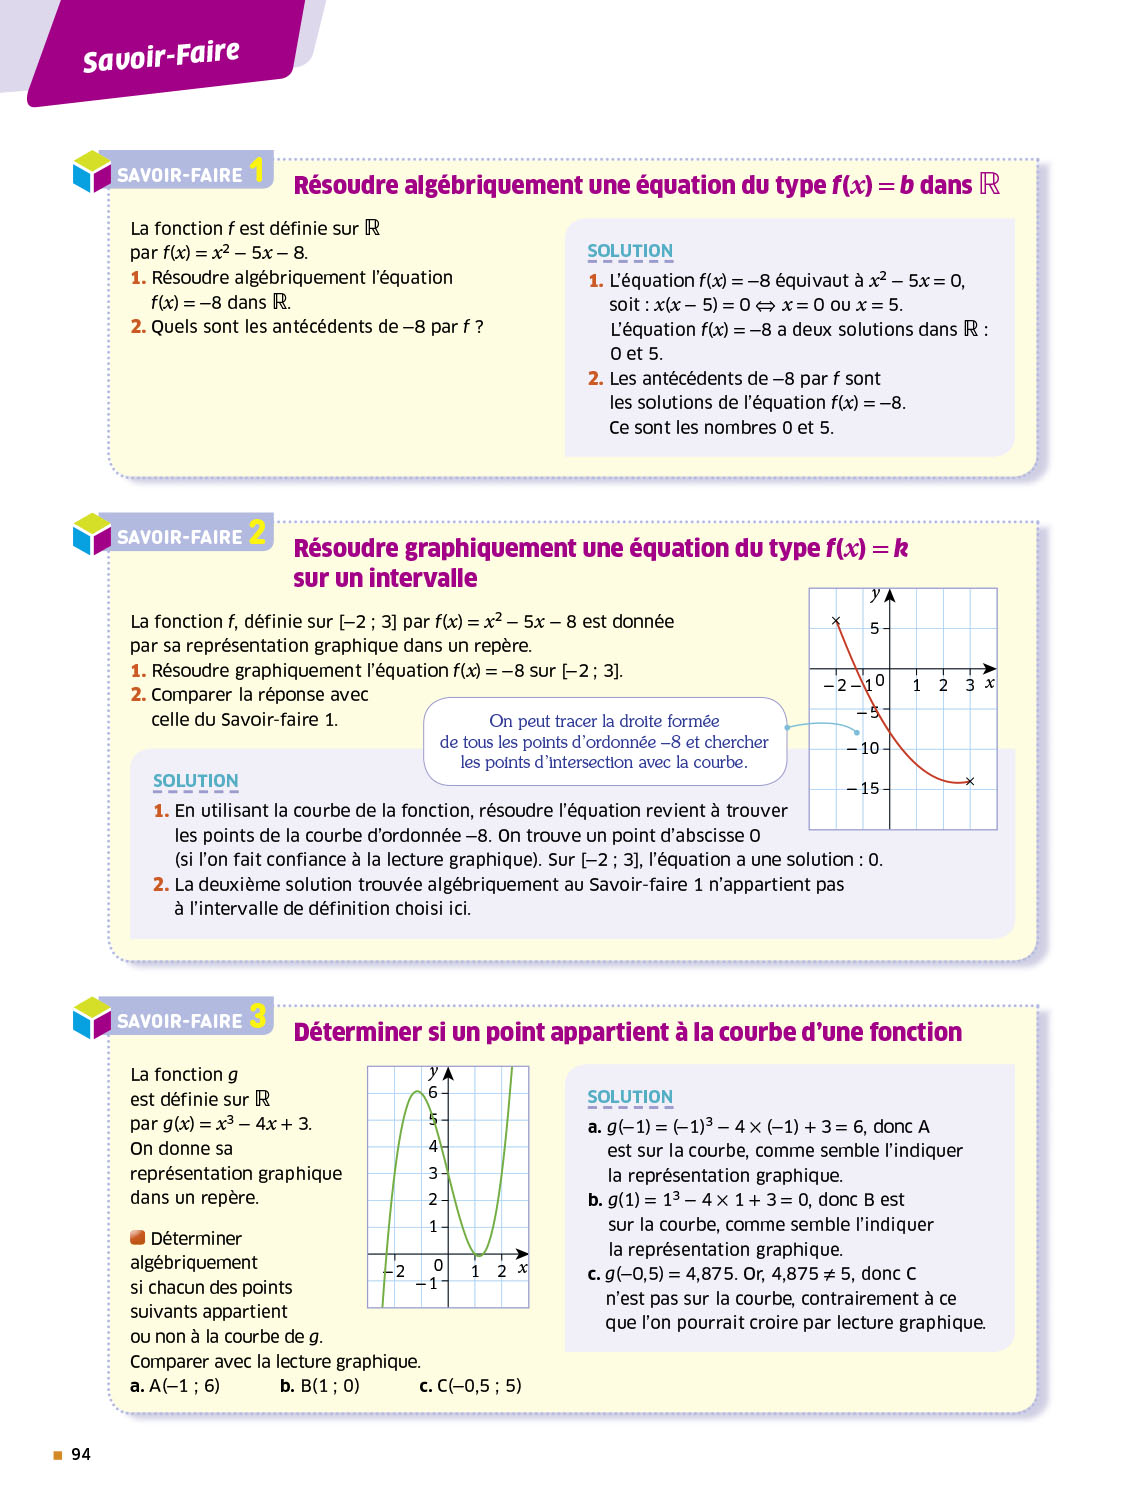 Savoir-Faire
SAVOIR-FAIRE 1
Résoudre algébriquement une équation du type f(x) = b dans ℝ
La fonction f est définie sur ℝ
par f(x) = x² – 5x – 8.
1. Résoudre algébriquement l'équation
f(x) = –8 dans ℝ.
2. Quels sont les antécédents de –8 par f ?
SOLUTION
1. L'équation f(x) = –8 équivaut à x² – 5x = 0,
soit : x(x – 5) = 0 ⇔ x = 0 ou x = 5.
L'équation f(x) = –8 a deux solutions dans ℝ :
0 et 5.
2. Les antécédents de –8 par f sont
les solutions de l'équation f(x) = –8.
Ce sont les nombres 0 et 5.
SAVOIR-FAIRE 2
Résoudre graphiquement une équation du type f(x) = k
sur un intervalle
La fonction f, définie sur [–2 ; 3] par f(x) = x² – 5x – 8 est donnée
par sa représentation graphique dans un repère.
1. Résoudre graphiquement l'équation f(x) = –8 sur [–2 ; 3].
2. Comparer la réponse avec
celle du Savoir-faire 1.
On peut tracer la droite formée
de tous les points d'ordonnée –8 et chercher
les points d'intersection avec la courbe.
y
5
–2 –1 0 1 2 3 x
–5
–10
–15
SOLUTION
1. En utilisant la courbe de la fonction, résoudre l'équation revient à trouver
les points de la courbe d'ordonnée –8. On trouve un point d'abscisse 0
(si l'on fait confiance à la lecture graphique). Sur [–2 ; 3], l'équation a une solution : 0.
2. La deuxième solution trouvée algébriquement au Savoir-faire 1 n'appartient pas
à l'intervalle de définition choisi ici.
SAVOIR-FAIRE 3
Déterminer si un point appartient à la courbe d'une fonction
La fonction g
est définie sur ℝ
par g(x) = x³ – 4x + 3.
On donne sa
représentation graphique
dans un repère.
Déterminer
algébriquement
si chacun des points
suivants appartient
ou non à la courbe de g.
Comparer avec la lecture graphique.
a. A(–1 ; 6) b. B(1 ; 0) c. C(–0,5 ; 5)
y
6
5
4
3
2
1
–2 0 1 2 x
–1
SOLUTION
a. g(–1) = (–1)³ – 4 × (–1) + 3 = 6, donc A
est sur la courbe, comme semble l'indiquer
la représentation graphique.
b. g(1) = 1³ – 4 × 1 + 3 = 0, donc B est
sur la courbe, comme semble l'indiquer
la représentation graphique.
c. g(–0,5) = 4,875. Or, 4,875 ≠ 5, donc C
n'est pas sur la courbe, contrairement à ce
que l'on pourrait croire par lecture graphique.
94